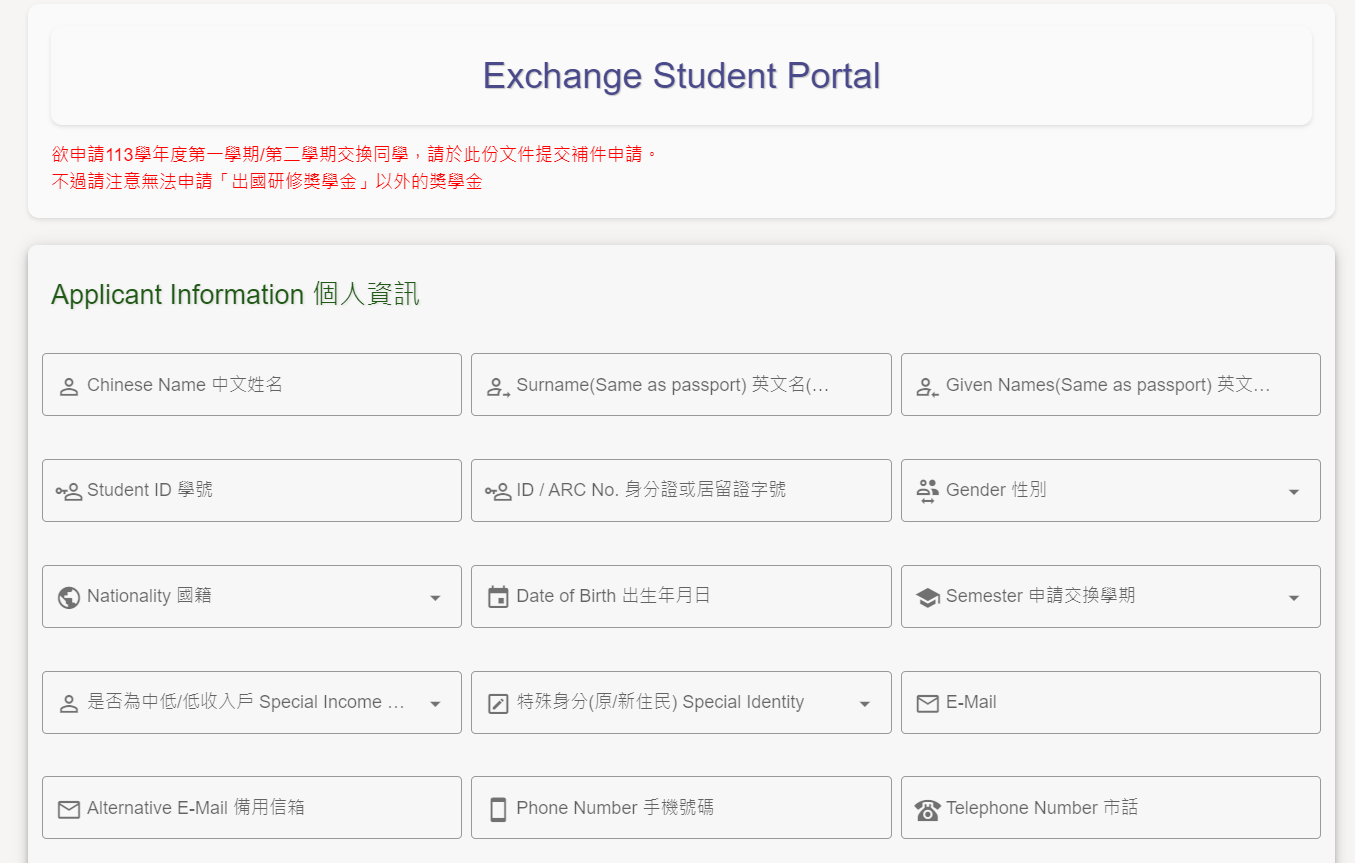 Exchange Student Portal
欲申請113學年度第一學期/第二學期交換同學，請於此份文件提交補件申請。
不過請注意無法申請「出國研修獎學金」以外的獎學金
Applicant Information 個人資訊
Chinese Name 中文姓名
Surname(Same as passport) 英文名(…
Given Names(Same as passport) 英文…
Student ID 學號
ID / ARC No. 身分證或居留證字號
Gender 性別
Nationality 國籍
Date of Birth 出生年月日
Semester 申請交換學期
是否為中低/低收入戶 Special Income …
特殊身分(原/新住民) Special Identity
E-Mail
Alternative E-Mail 備用信箱
Phone Number 手機號碼
Telephone Number 市話